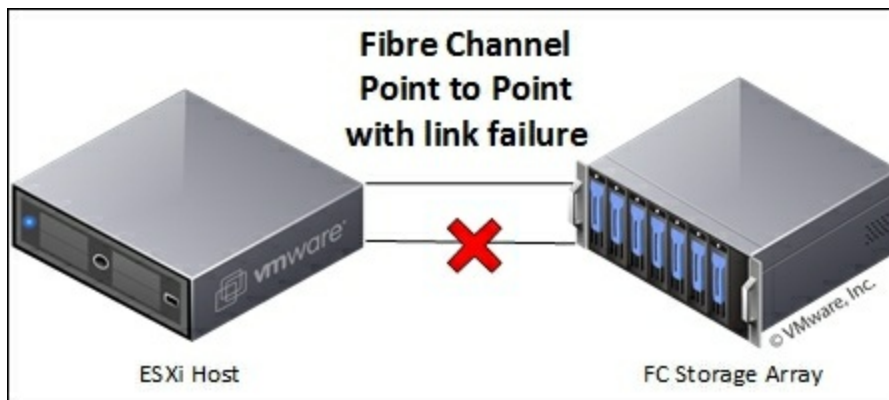 Fibre Channel
Point to Point
with link failure
vmware
© VMware, Inc.
ESXi Host
FC Storage Array